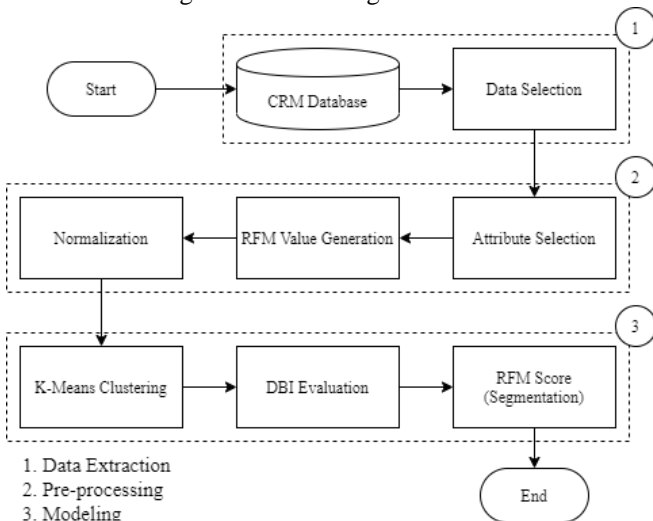 1
Start
CRM Database
Data Selection
2
Normalization
RFM Value Generation
Attribute Selection
3
K-Means Clustering
DBI Evaluation
RFM Score
(Segmentation)
1. Data Extraction
2. Pre-processing
3. Modeling
End